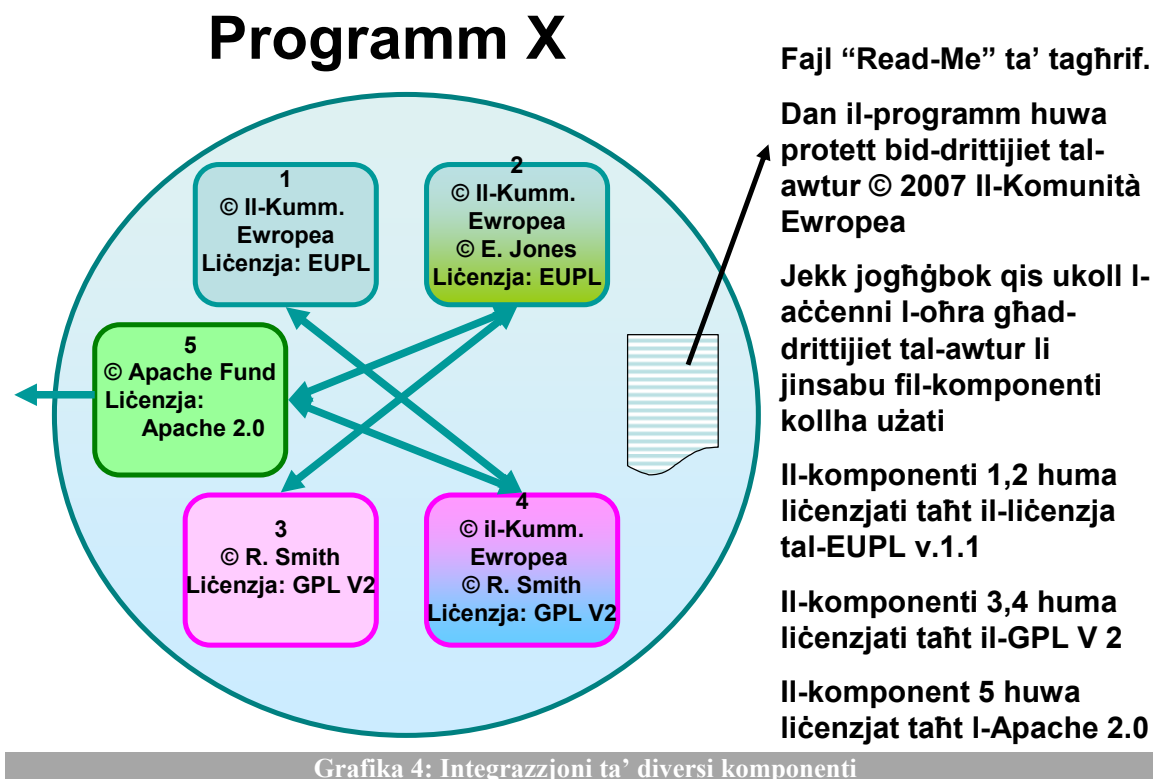 Programm X
1
© Il-Kumm.
Ewropea
Liċenzja: EUPL
2
© Il-Kumm.
Ewropea
© E. Jones
Liċenzja: EUPL
5
© Apache Fund
Liċenzja:
Apache 2.0
3
© R. Smith
Liċenzja: GPL V2
4
© il-Kumm.
Ewropea
© R. Smith
Liċenzja: GPL V2
Fajl “Read-Me” ta’ tagħrif.
Dan il-programm huwa
protett bid-drittijiet tal-
awtur © 2007 Il-Komunità
Ewropea
Jekk jogħġbok qis ukoll l-
aċċenni l-oħra għad-
drittijiet tal-awtur li
jinsabu fil-komponenti
kollha użati
Il-komponenti 1,2 huma
liċenzjati taħt il-liċenzja
tal-EUPL v.1.1
Il-komponenti 3,4 huma
liċenzjati taħt il-GPL V 2
Il-komponent 5 huwa
liċenzjat taħt l-Apache 2.0
Grafika 4: Integrazzjoni ta’ diversi komponenti